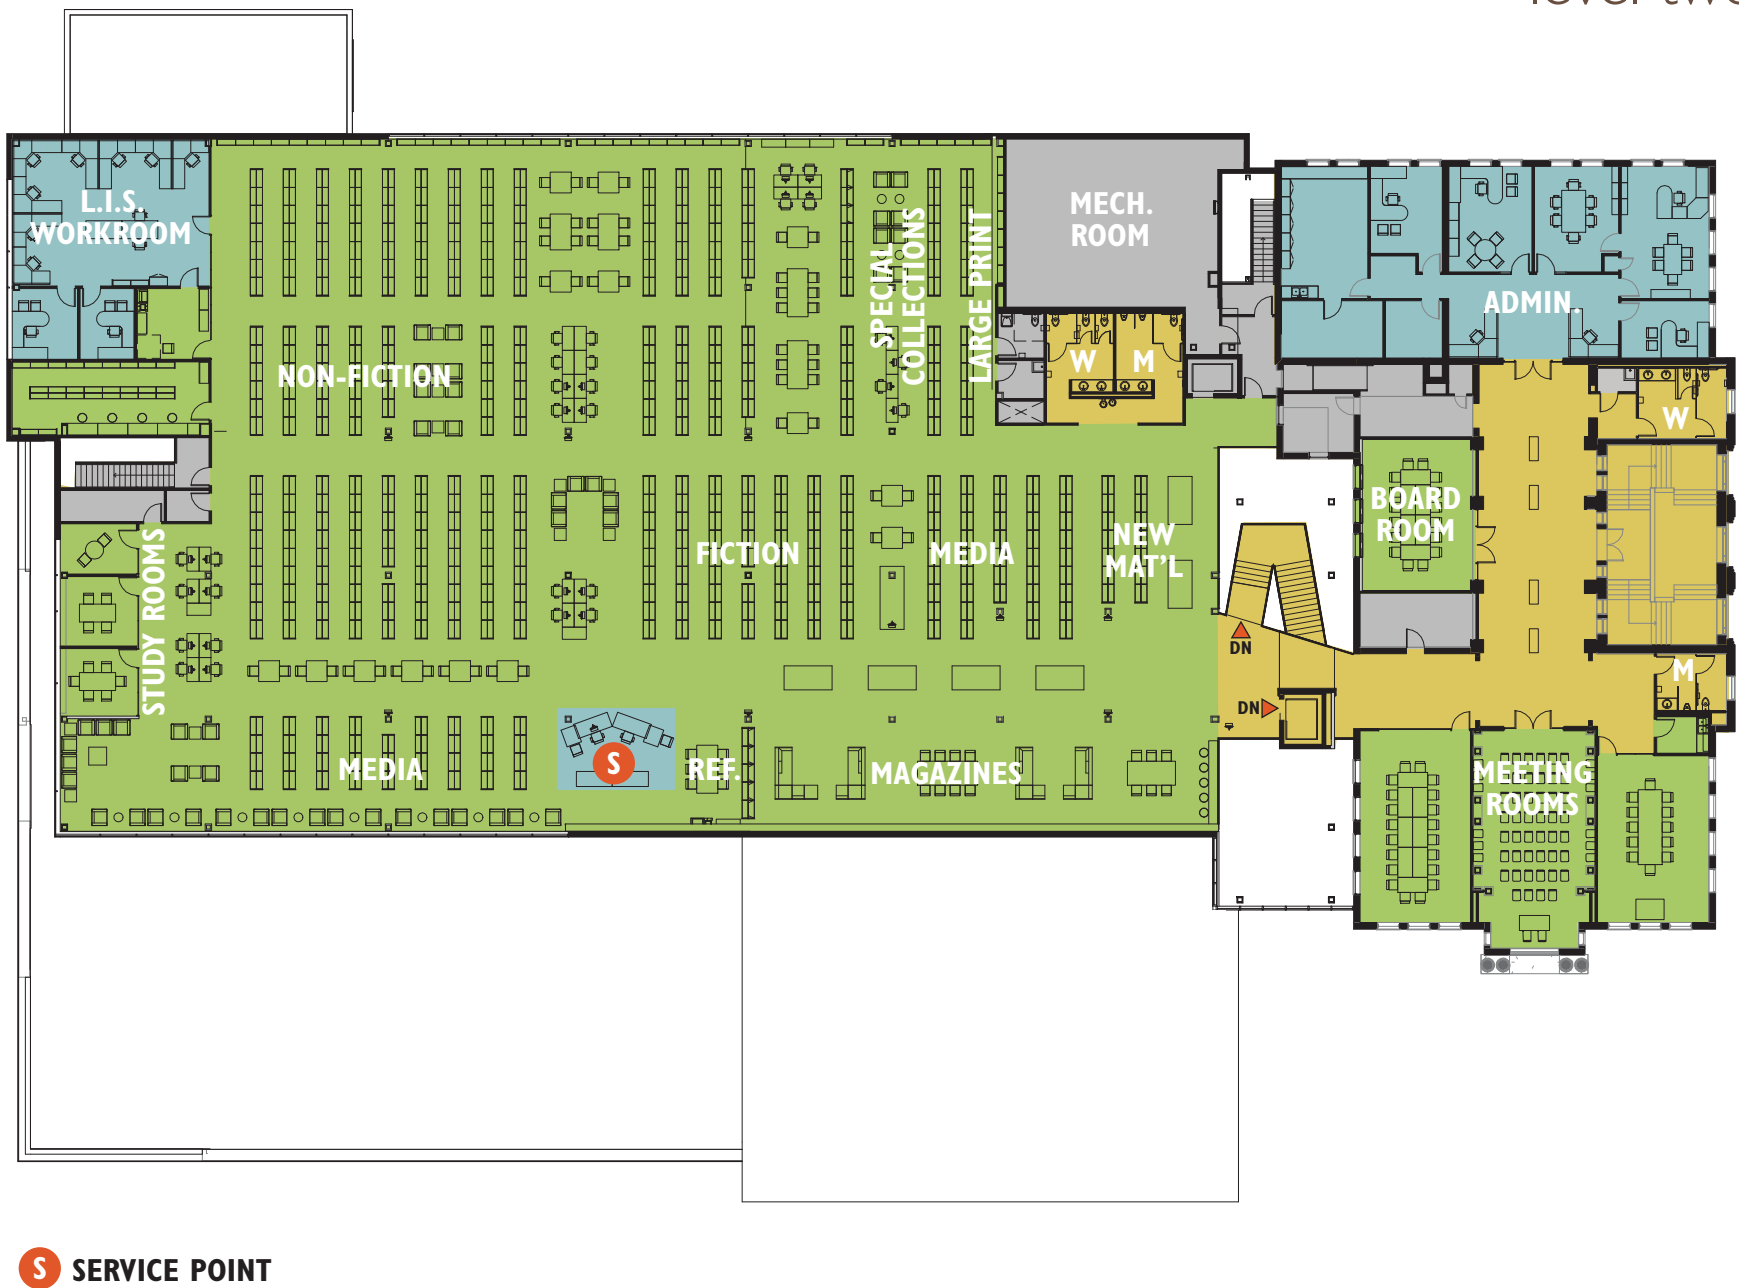 L.I.S.
WORKROOM
NON-FICTION
SPECIAL
COLLECTIONS
LARGE PRINT
MECH.
ROOM
W
M
ADMIN.
W
BOARD
ROOM
STUDY ROOMS
FICTION
MEDIA
NEW
MAT'L
DN
DN
M
MEDIA
S
REF.
MAGAZINES
MEETING
ROOMS
S SERVICE POINT